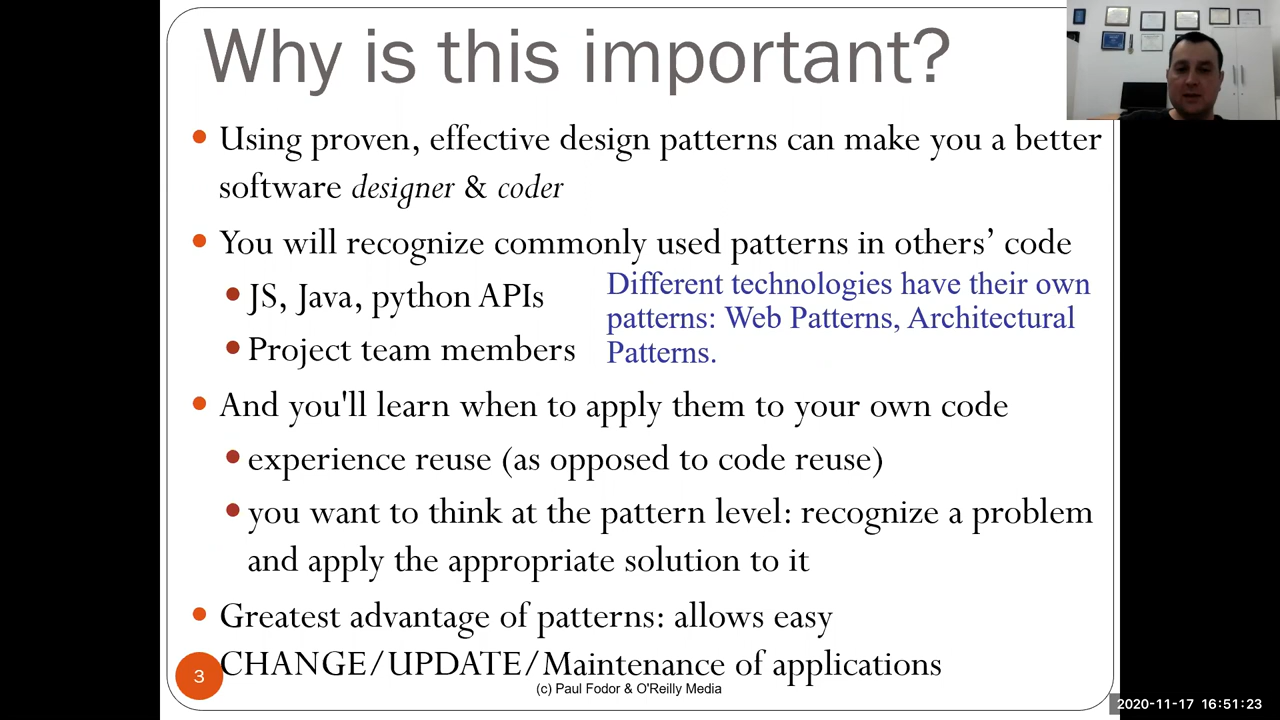 Why is this important?
Using proven, effective design patterns can make you a better
software designer & coder
You will recognize commonly used patterns in others’ code
JS, Java, python APIs
Project team members
Different technologies have their own
patterns: Web Patterns, Architectural
Patterns.
And you'll learn when to apply them to your own code
experience reuse (as opposed to code reuse)
you want to think at the pattern level: recognize a problem
and apply the appropriate solution to it
Greatest advantage of patterns: allows easy
CHANGE/UPDATE/Maintenance of applications
3
(c) Paul Fodor & O'Reilly Media
2020-11-17 16:51:23